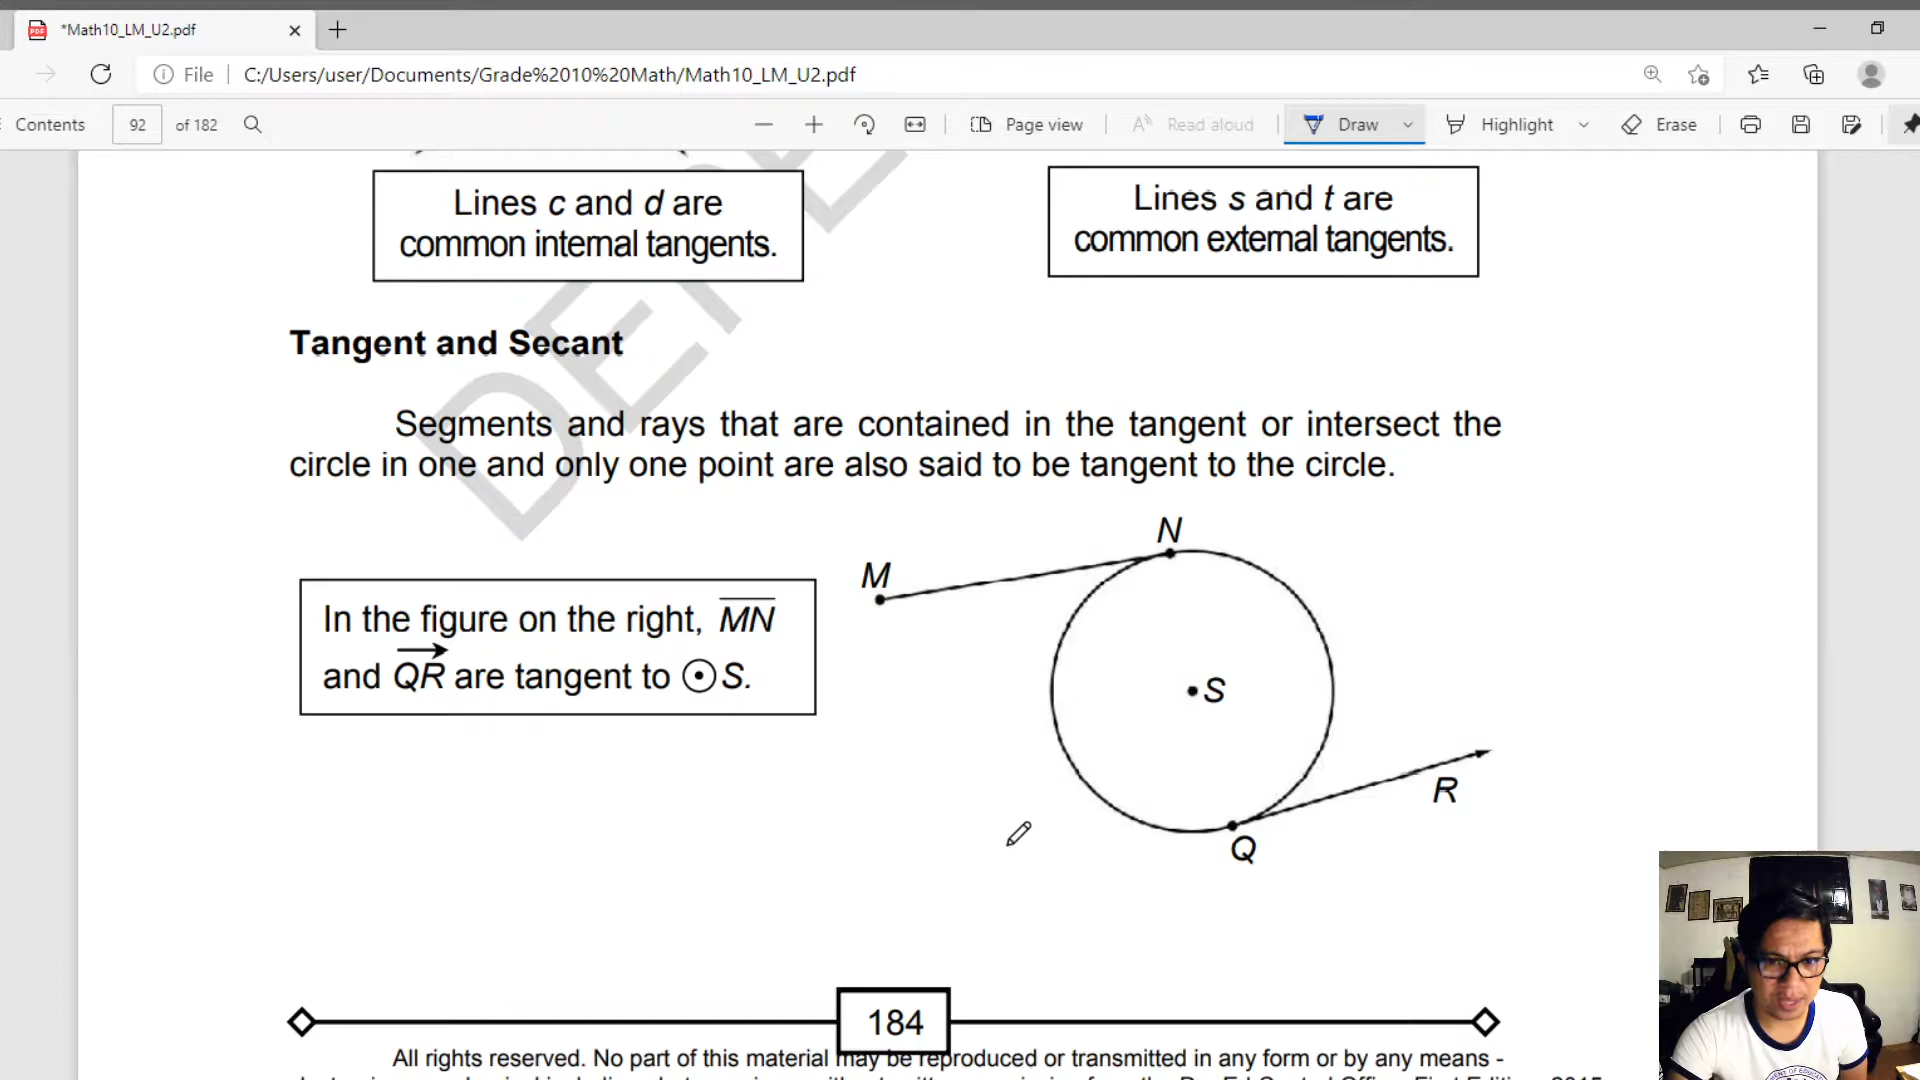 *Math10_LM_U2.pdf
File C:/Users/user/Documents/Grade%2010%20Math/Math10_LM_U2.pdf
Contents 92 of 182 Page view Read aloud Draw Highlight Erase
Lines c and d are
common internal tangents.
Lines s and t are
common external tangents.
Tangent and Secant
Segments and rays that are contained in the tangent or intersect the
circle in one and only one point are also said to be tangent to the circle.
In the figure on the right, MN
and QR are tangent to ⊙S.
N
M
S
R
Q
184
All rights reserved. No part of this material may be reproduced or transmitted in any form or by any means -